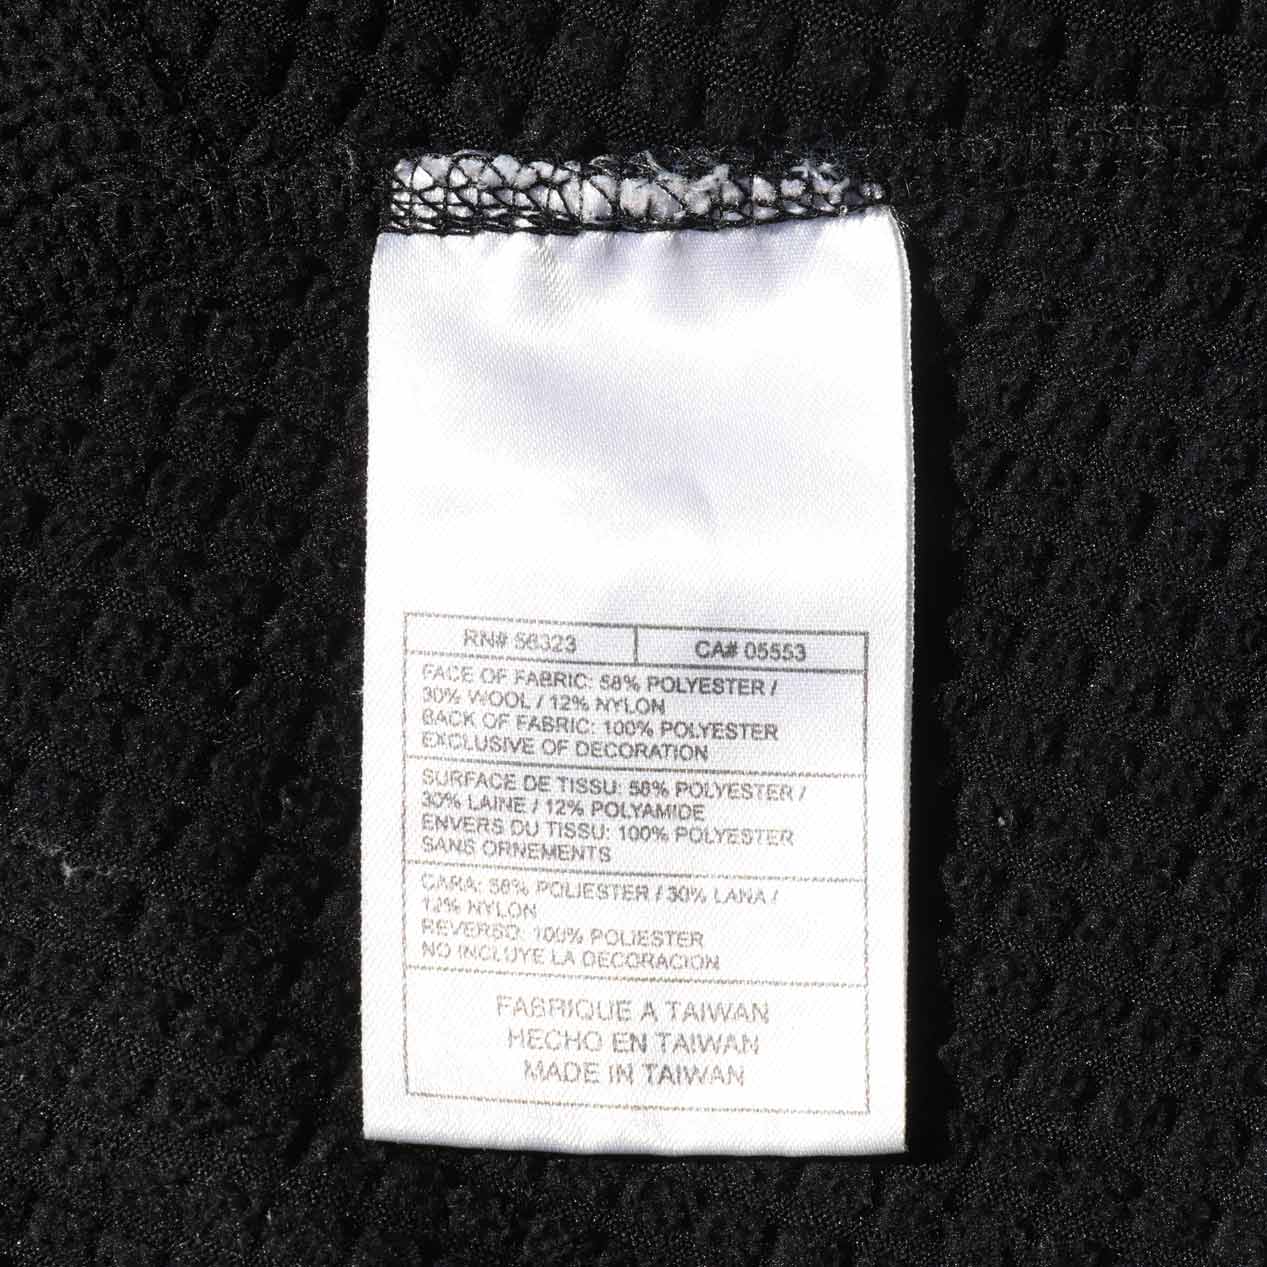 RN# 56323
CA# 05553
FACE OF FABRIC: 58% POLYESTER /
30% WOOL / 12% NYLON
BACK OF FABRIC: 100% POLYESTER
EXCLUSIVE OF DECORATION
SURFACE DE TISSU: 58% POLYESTER /
30% LAINE / 12% POLYAMIDE
ENVERS DU TISSU: 100% POLYESTER
SANS ORNEMENTS
CARA: 58% POLIESTER / 30% LANA /
12% NYLON
REVERSO: 100% POLIESTER
NO INCLUYE LA DECORACION
FABRIQUE A TAIWAN
HECHO EN TAIWAN
MADE IN TAIWAN